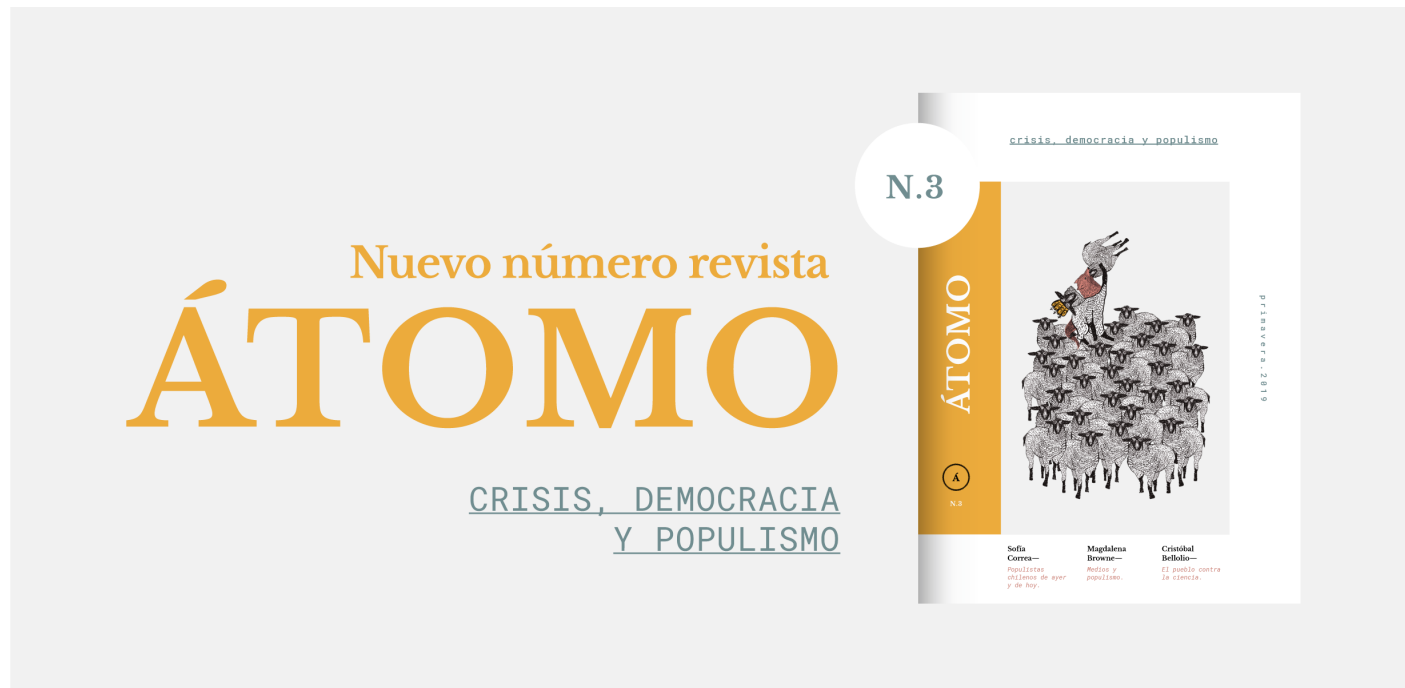 Nuevo número revista
ÁTOMO
CRISIS, DEMOCRACIA
Y POPULISMO
N.3
crisis, democracia y populismo
ÁTOMO
Á
N.3
primavera.2019
Sofía
Correa—
Populistas
chilenos de ayer
y de hoy.
Magdalena
Browne—
Medios y
populismo.
Cristóbal
Bellolio—
El pueblo contra
la ciencia.